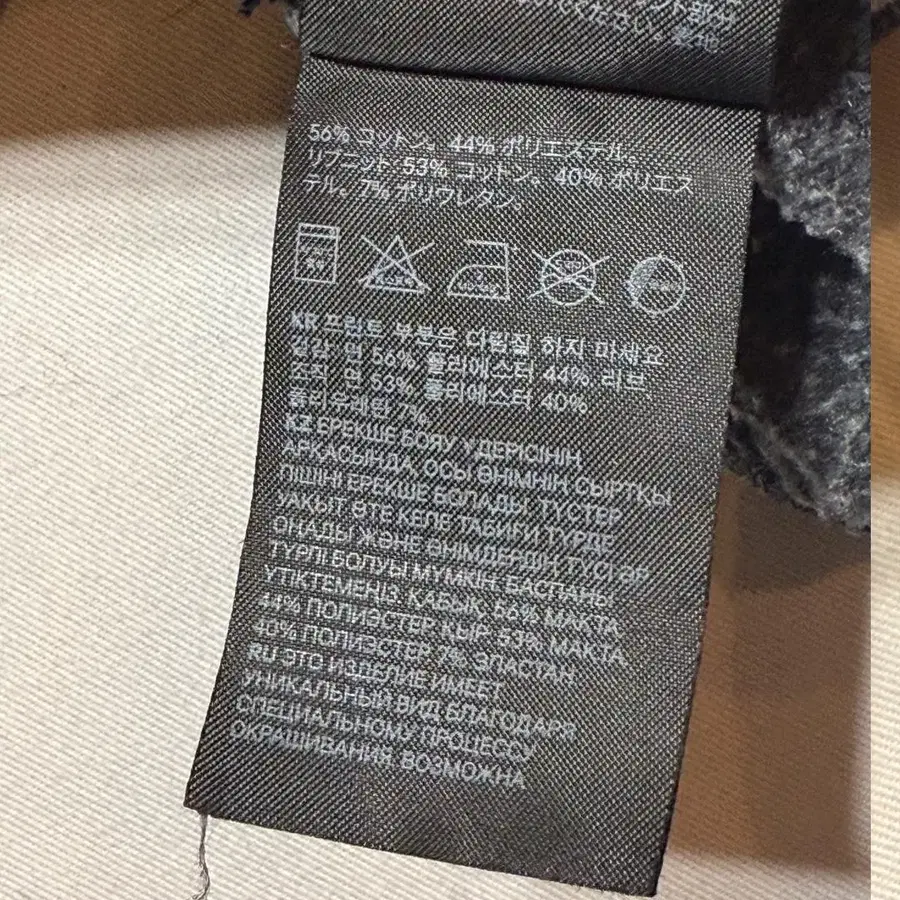 ください。
56% コットン。44% ポリエステル。
リブニット: 53% コットン。40% ポリエス
テル。7% ポリウレタン。
KR 프린트 부분은 다림질 하지 마세요
겉감 면 56%, 폴리에스터 44% 리브
조직 면 53%, 폴리에스터 40%
폴리우레탄 7%
KZ ЕРЕКШЕ БОЯУ ҮДЕРІСІНІҢ
АРҚАСЫНДА, ОСЫ ӨНІМНІҢ СЫРТҚЫ
ПІШІНІ ЕРЕКШЕ БОЛАДЫ. ТҮСТЕР
УАҚЫТ ӨТЕ КЕЛЕ ТАБИҒИ ТҮРДЕ
ОҢАДЫ ЖӘНЕ ӨНІМДЕРДІҢ ТҮСІ ӘР
ТҮРЛІ БОЛУЫ МҮМКІН. БАСПАНЫ
ҮТІКТЕМЕҢІЗ. ҚАБЫҚ. 56% МАҚТА,
44% ПОЛИЭСТЕР ҚЫР. 53% МАҚТА,
40% ПОЛИЭСТЕР 7% ЭЛАСТАН
RU ЭТО ИЗДЕЛИЕ ИМЕЕТ
УНИКАЛЬНЫЙ ВИД БЛАГОДАРЯ
СПЕЦИАЛЬНОМУ ПРОЦЕССУ
ОКРАШИВАНИЯ. ВОЗМОЖНА